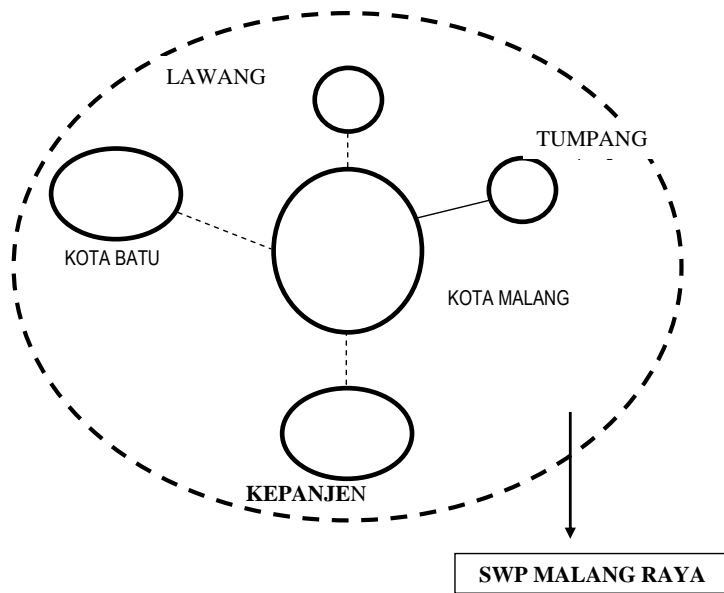 LAWANG
TUMPANG
KOTA BATU
KOTA MALANG
KEPANJEN
SWP MALANG RAYA